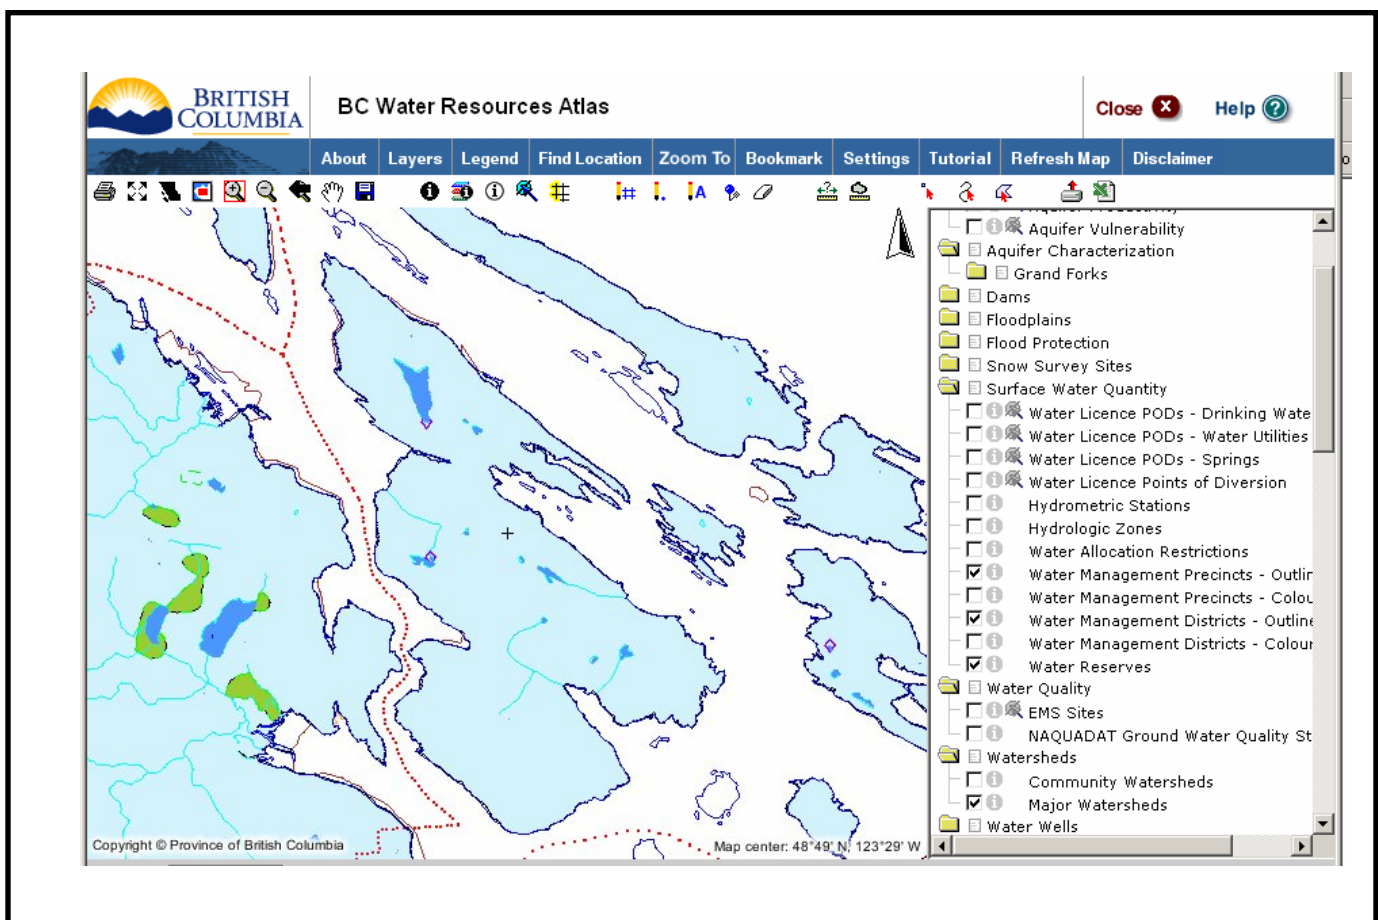 BRITISH
COLUMBIA
BC Water Resources Atlas
Close
Help
About Layers Legend Find Location Zoom To Bookmark Settings Tutorial Refresh Map Disclaimer
Aquifer Vulnerability
Aquifer Characterization
Grand Forks
Dams
Floodplains
Flood Protection
Snow Survey Sites
Surface Water Quantity
Water Licence PODs - Drinking Wate
Water Licence PODs - Water Utilities
Water Licence PODs - Springs
Water Licence Points of Diversion
Hydrometric Stations
Hydrologic Zones
Water Allocation Restrictions
Water Management Precincts - Outlin
Water Management Precincts - Colou
Water Management Districts - Outline
Water Management Districts - Colour
Water Reserves
Water Quality
EMS Sites
NAQUADAT Ground Water Quality St
Watersheds
Community Watersheds
Major Watersheds
Water Wells
Copyright © Province of British Columbia
Map center: 48°49' N, 123°29' W